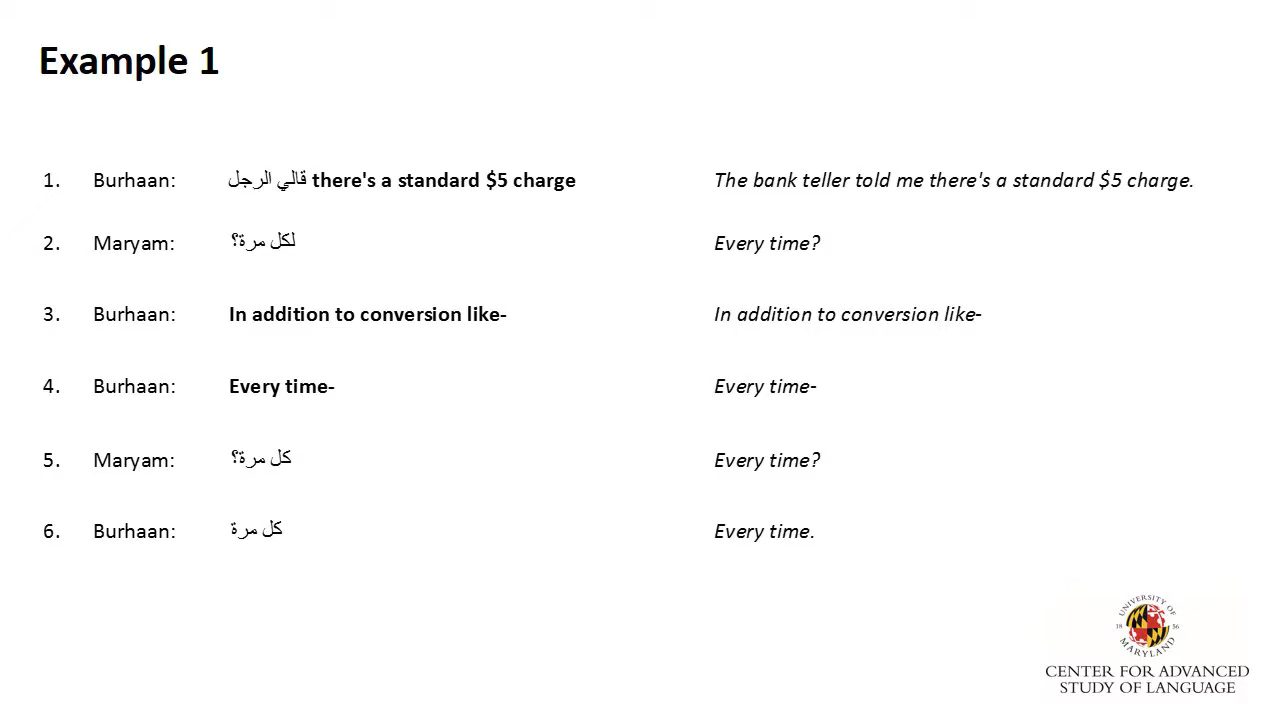 Example 1
1. Burhaan: قالي الرجل there's a standard $5 charge The bank teller told me there's a standard $5 charge.
2. Maryam: لكل مرة؟ Every time?
3. Burhaan: In addition to conversion like- In addition to conversion like-
4. Burhaan: Every time- Every time-
5. Maryam: كل مرة؟ Every time?
6. Burhaan: كل مرة Every time.
UNIVERSITY OF
18 56
MARYLAND
CENTER FOR ADVANCED
STUDY OF LANGUAGE